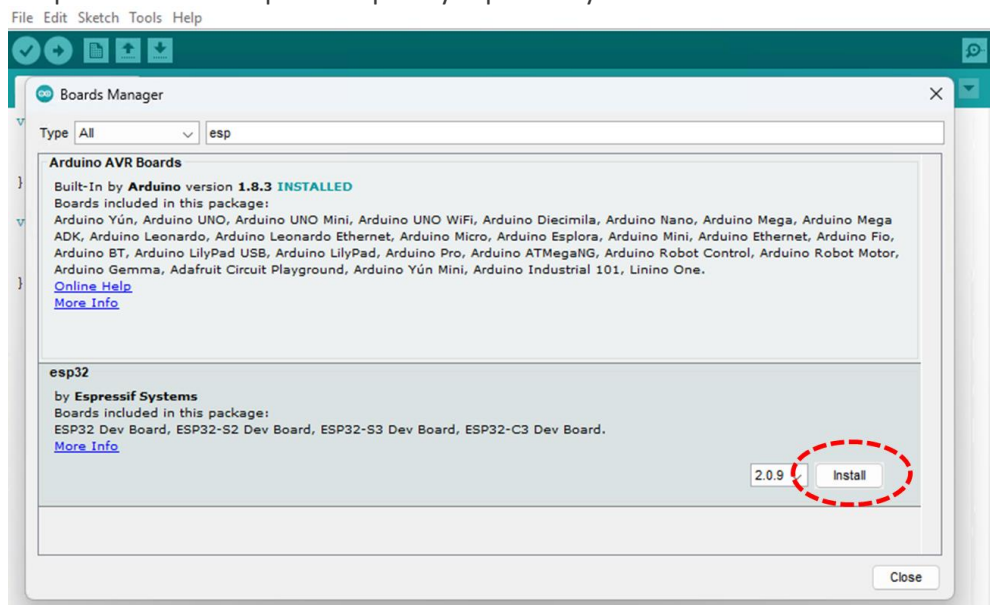 File Edit Sketch Tools Help
Boards Manager
Type All esp
Arduino AVR Boards
Built-In by Arduino version 1.8.3 INSTALLED
Boards included in this package:
Arduino Yún, Arduino UNO, Arduino UNO Mini, Arduino UNO WiFi, Arduino Diecimila, Arduino Nano, Arduino Mega, Arduino Mega
ADK, Arduino Leonardo, Arduino Leonardo Ethernet, Arduino Micro, Arduino Esplora, Arduino Mini, Arduino Ethernet, Arduino Fio,
Arduino BT, Arduino LilyPad USB, Arduino LilyPad, Arduino Pro, Arduino ATMegaNG, Arduino Robot Control, Arduino Robot Motor,
Arduino Gemma, Adafruit Circuit Playground, Arduino Yún Mini, Arduino Industrial 101, Linino One.
Online Help
More Info
esp32
by Espressif Systems
Boards included in this package:
ESP32 Dev Board, ESP32-S2 Dev Board, ESP32-S3 Dev Board, ESP32-C3 Dev Board.
More Info
2.0.9 Install
Close